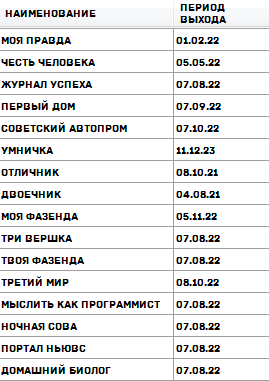 НАИМЕНОВАНИЕ ПЕРИОД ВЫХОДА
МОЯ ПРАВДА 01.02.22
ЧЕСТЬ ЧЕЛОВЕКА 05.05.22
ЖУРНАЛ УСПЕХА 07.08.22
ПЕРВЫЙ ДОМ 07.09.22
СОВЕТСКИЙ АВТОПРОМ 07.10.22
УМНИЧКА 11.12.23
ОТЛИЧНИК 08.10.21
ДВОЕЧНИК 04.08.21
МОЯ ФАЗЕНДА 05.11.22
ТРИ ВЕРШКА 07.08.22
ТВОЯ ФАЗЕНДА 07.08.22
ТРЕТИЙ МИР 08.10.22
МЫСЛИТЬ КАК ПРОГРАММИСТ 07.08.22
НОЧНАЯ СОВА 07.08.22
ПОРТАЛ НЬЮВС 07.08.22
ДОМАШНИЙ БИОЛОГ 07.08.22